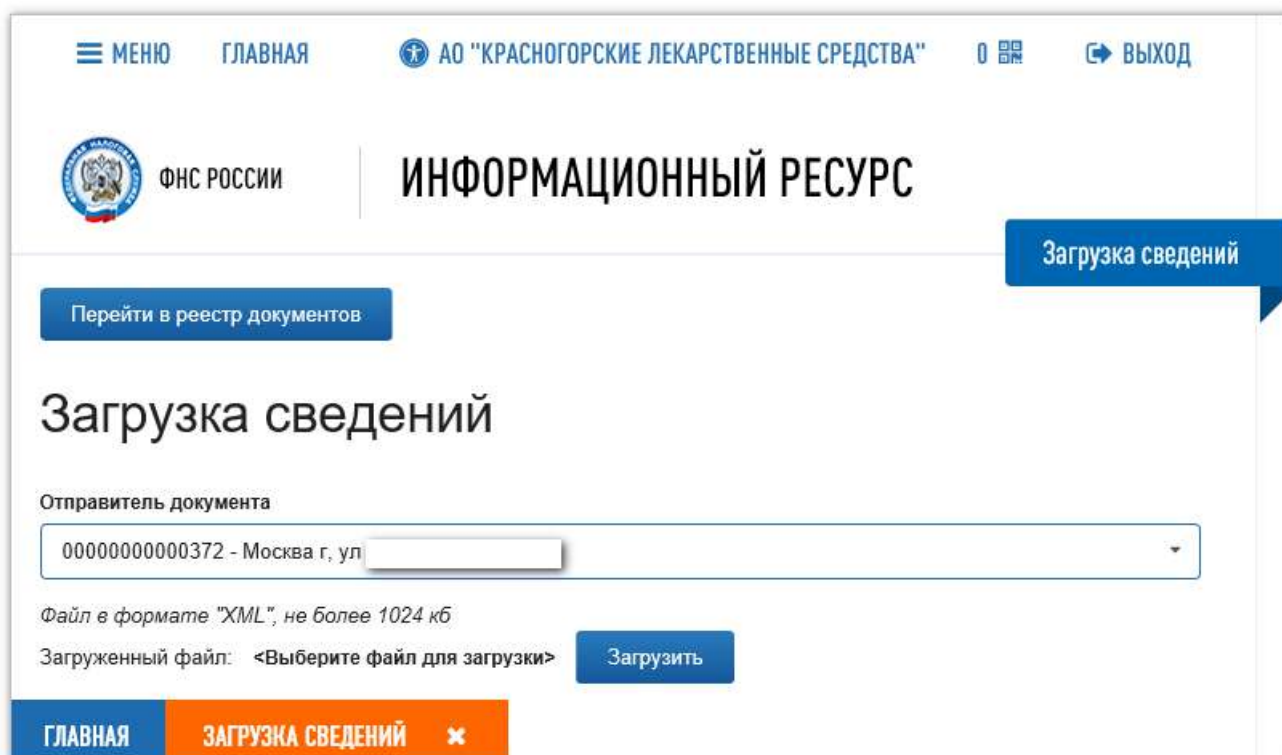 МЕНЮ ГЛАВНАЯ АО "КРАСНОГОРСКИЕ ЛЕКАРСТВЕННЫЕ СРЕДСТВА" 0 ВЫХОД
ФНС РОССИИ ИНФОРМАЦИОННЫЙ РЕСУРС
Загрузка сведений
Перейти в реестр документов
Загрузка сведений
Отправитель документа
00000000000372 - Москва г, ул
Файл в формате "XML", не более 1024 кб
Загруженный файл: <Выберите файл для загрузки> Загрузить
ГЛАВНАЯ ЗАГРУЗКА СВЕДЕНИЙ